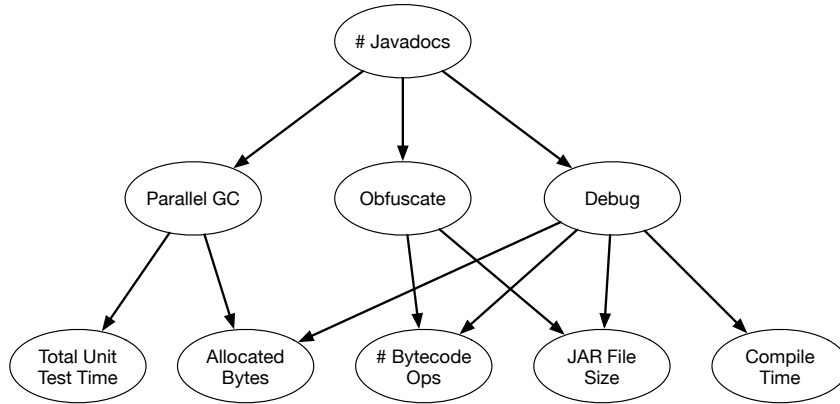 # Javadocs
Parallel GC
Obfuscate
Debug
Total Unit
Test Time
Allocated
Bytes
# Bytecode
Ops
JAR File
Size
Compile
Time